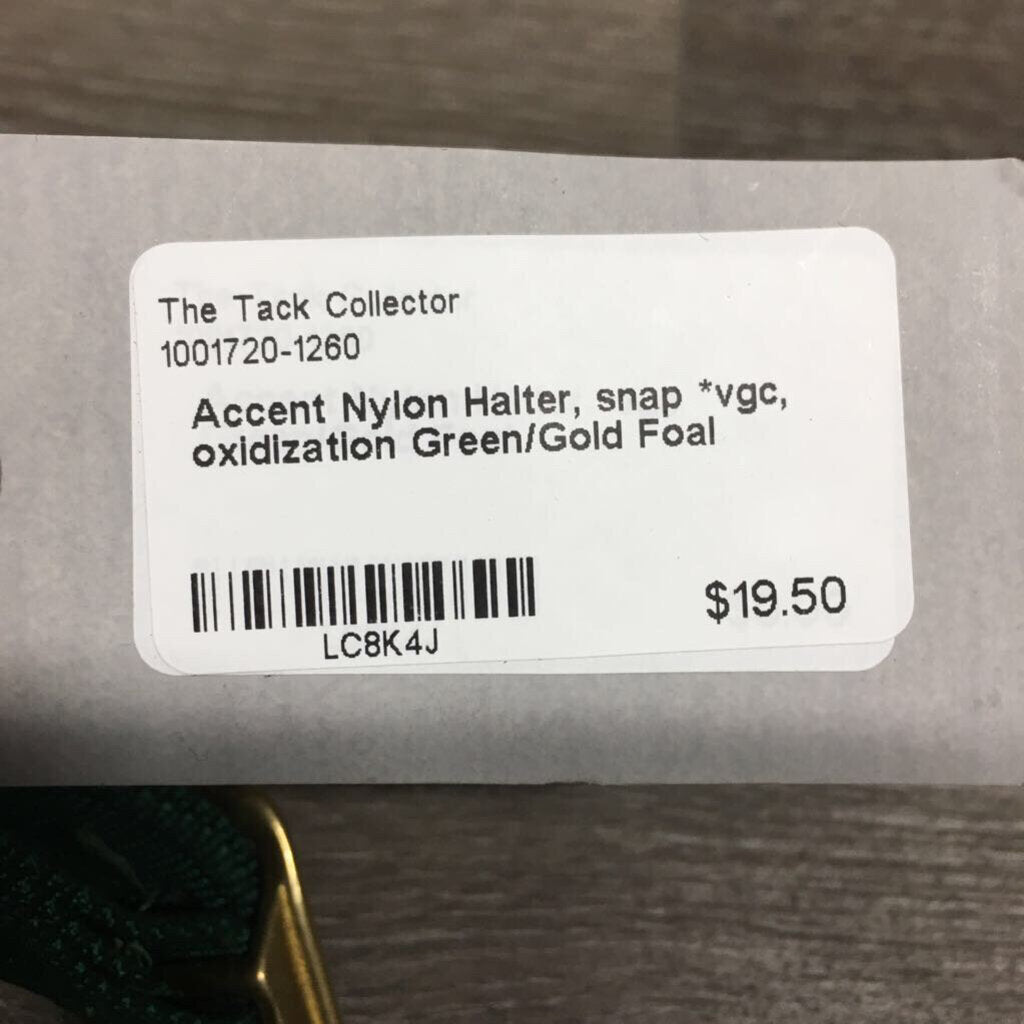 The Tack Collector
1001720-1260
Accent Nylon Halter, snap *vgc,
oxidization Green/Gold Foal
LC8K4J
$19.50